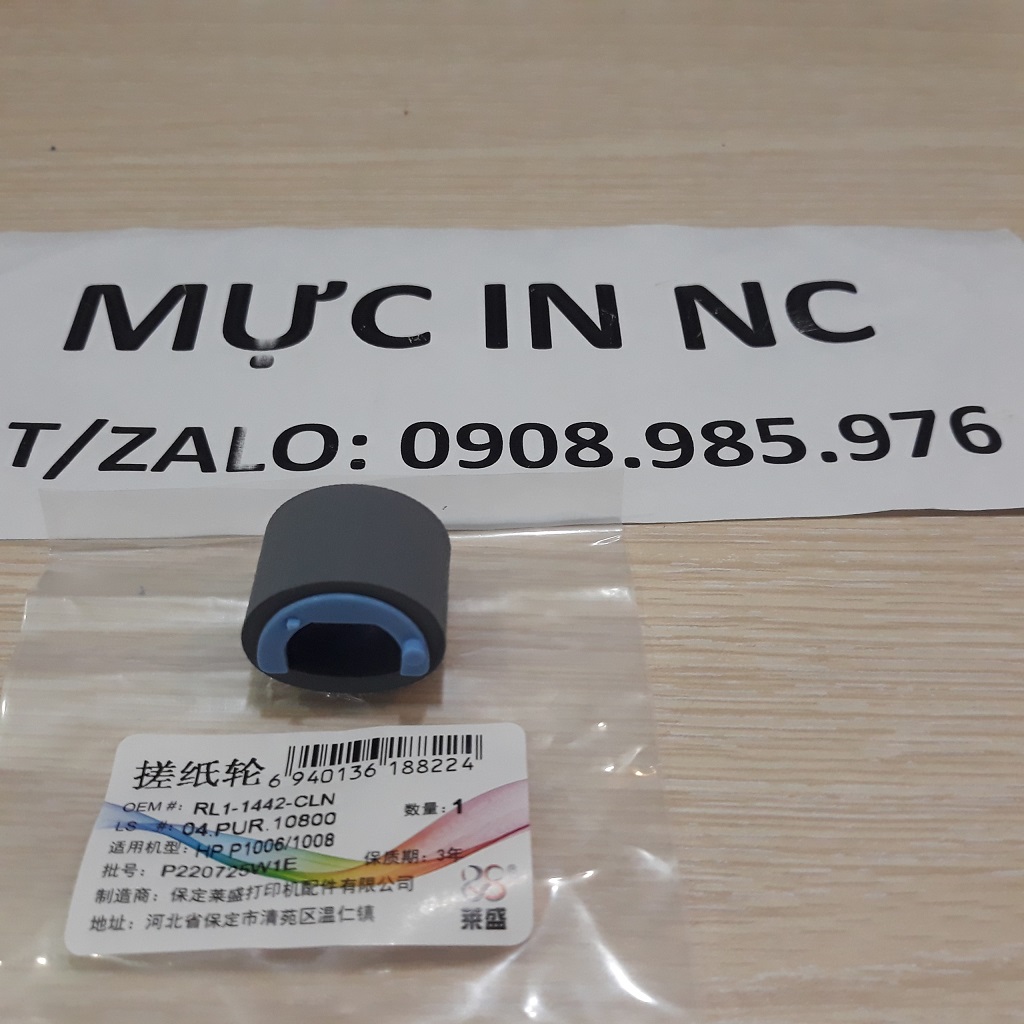 MỰC IN NC
T/ZALO: 0908.985.976
搓纸轮
6 940136 188224
OEM #: RL1-1442-CLN
数量: 1
LS #: 04.PUR.10800
适用机型: HP P1006/1008
保质期: 3年
批号: P220725W1E
制造商: 保定莱盛打印机配件有限公司
地址: 河北省保定市清苑区温仁镇
莱盛